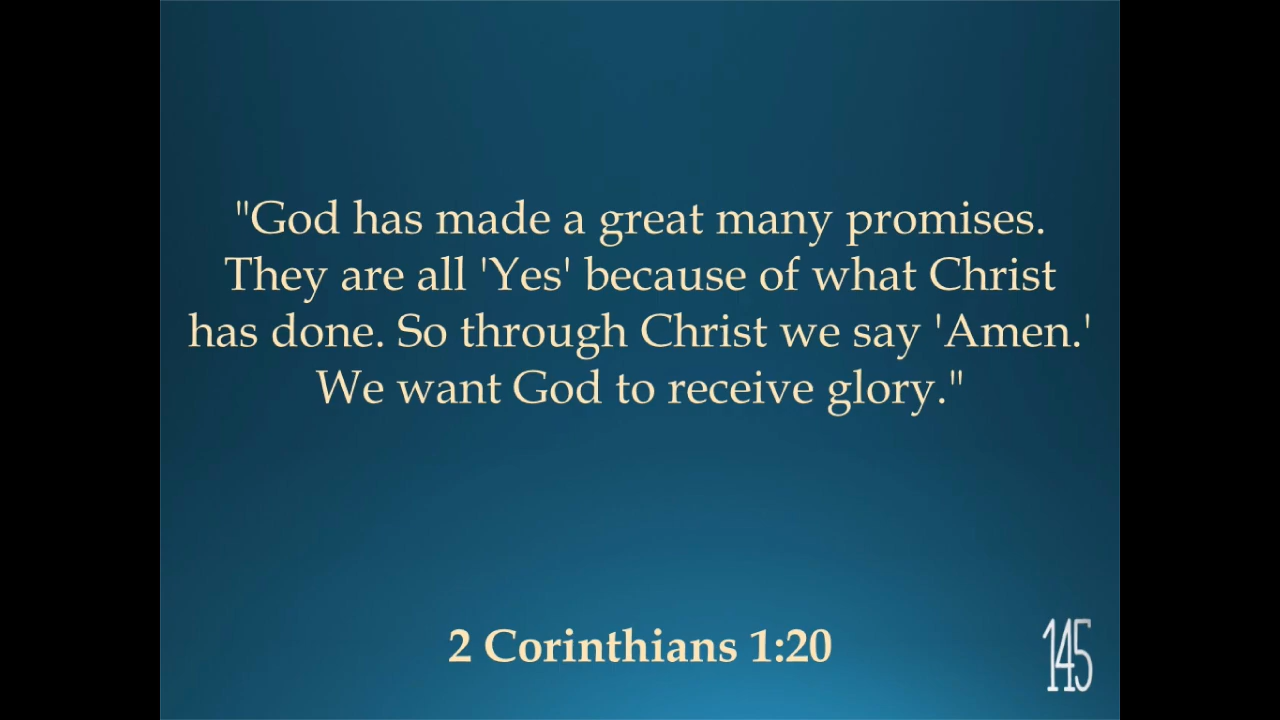 "God has made a great many promises.
They are all 'Yes' because of what Christ
has done. So through Christ we say 'Amen.'
We want God to receive glory."
2 Corinthians 1:20
145